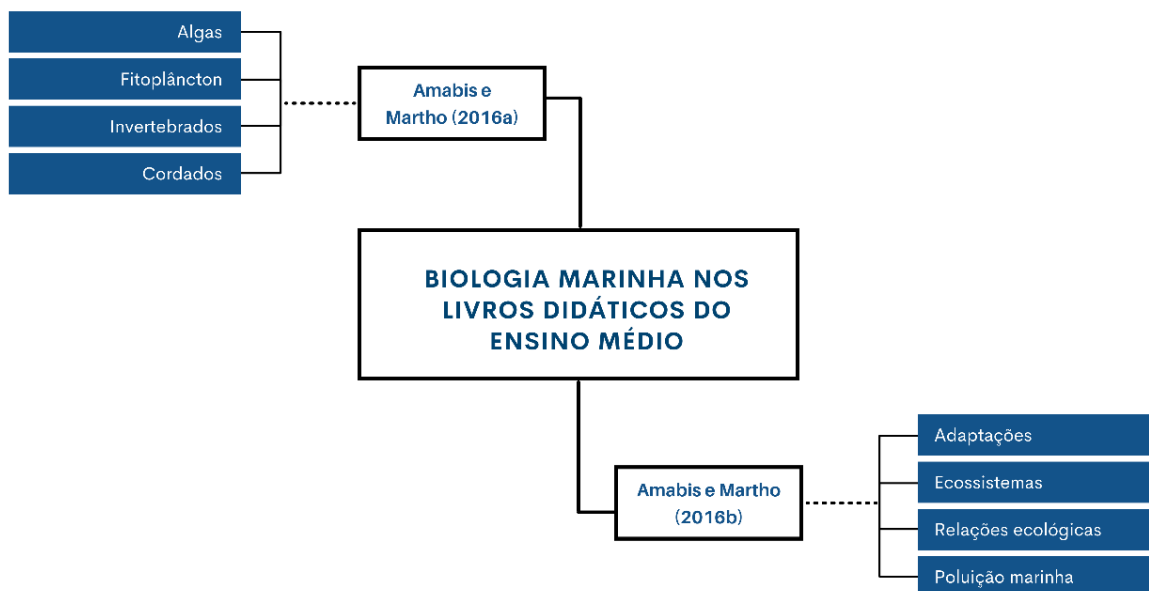 Algas
Fitoplâncton
Invertebrados
Cordados
Amabis e
Martho (2016a)
BIOLOGIA MARINHA NOS
LIVROS DIDÁTICOS DO
ENSINO MÉDIO
Amabis e Martho
(2016b)
Adaptações
Ecossistemas
Relações ecológicas
Poluição marinha